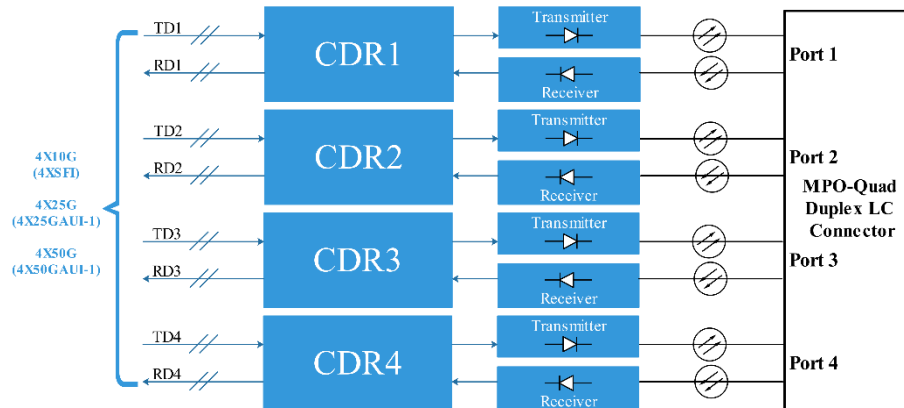 4X10G
(4XSFI)
4X25G
(4X25GAUI-1)
4X50G
(4X50GAUI-1)
TD1
RD1
CDR1
Transmitter
Receiver
Port 1
TD2
RD2
CDR2
Transmitter
Receiver
Port 2
MPO-Quad
Duplex LC
Connector
TD3
RD3
CDR3
Transmitter
Receiver
Port 3
TD4
RD4
CDR4
Transmitter
Receiver
Port 4